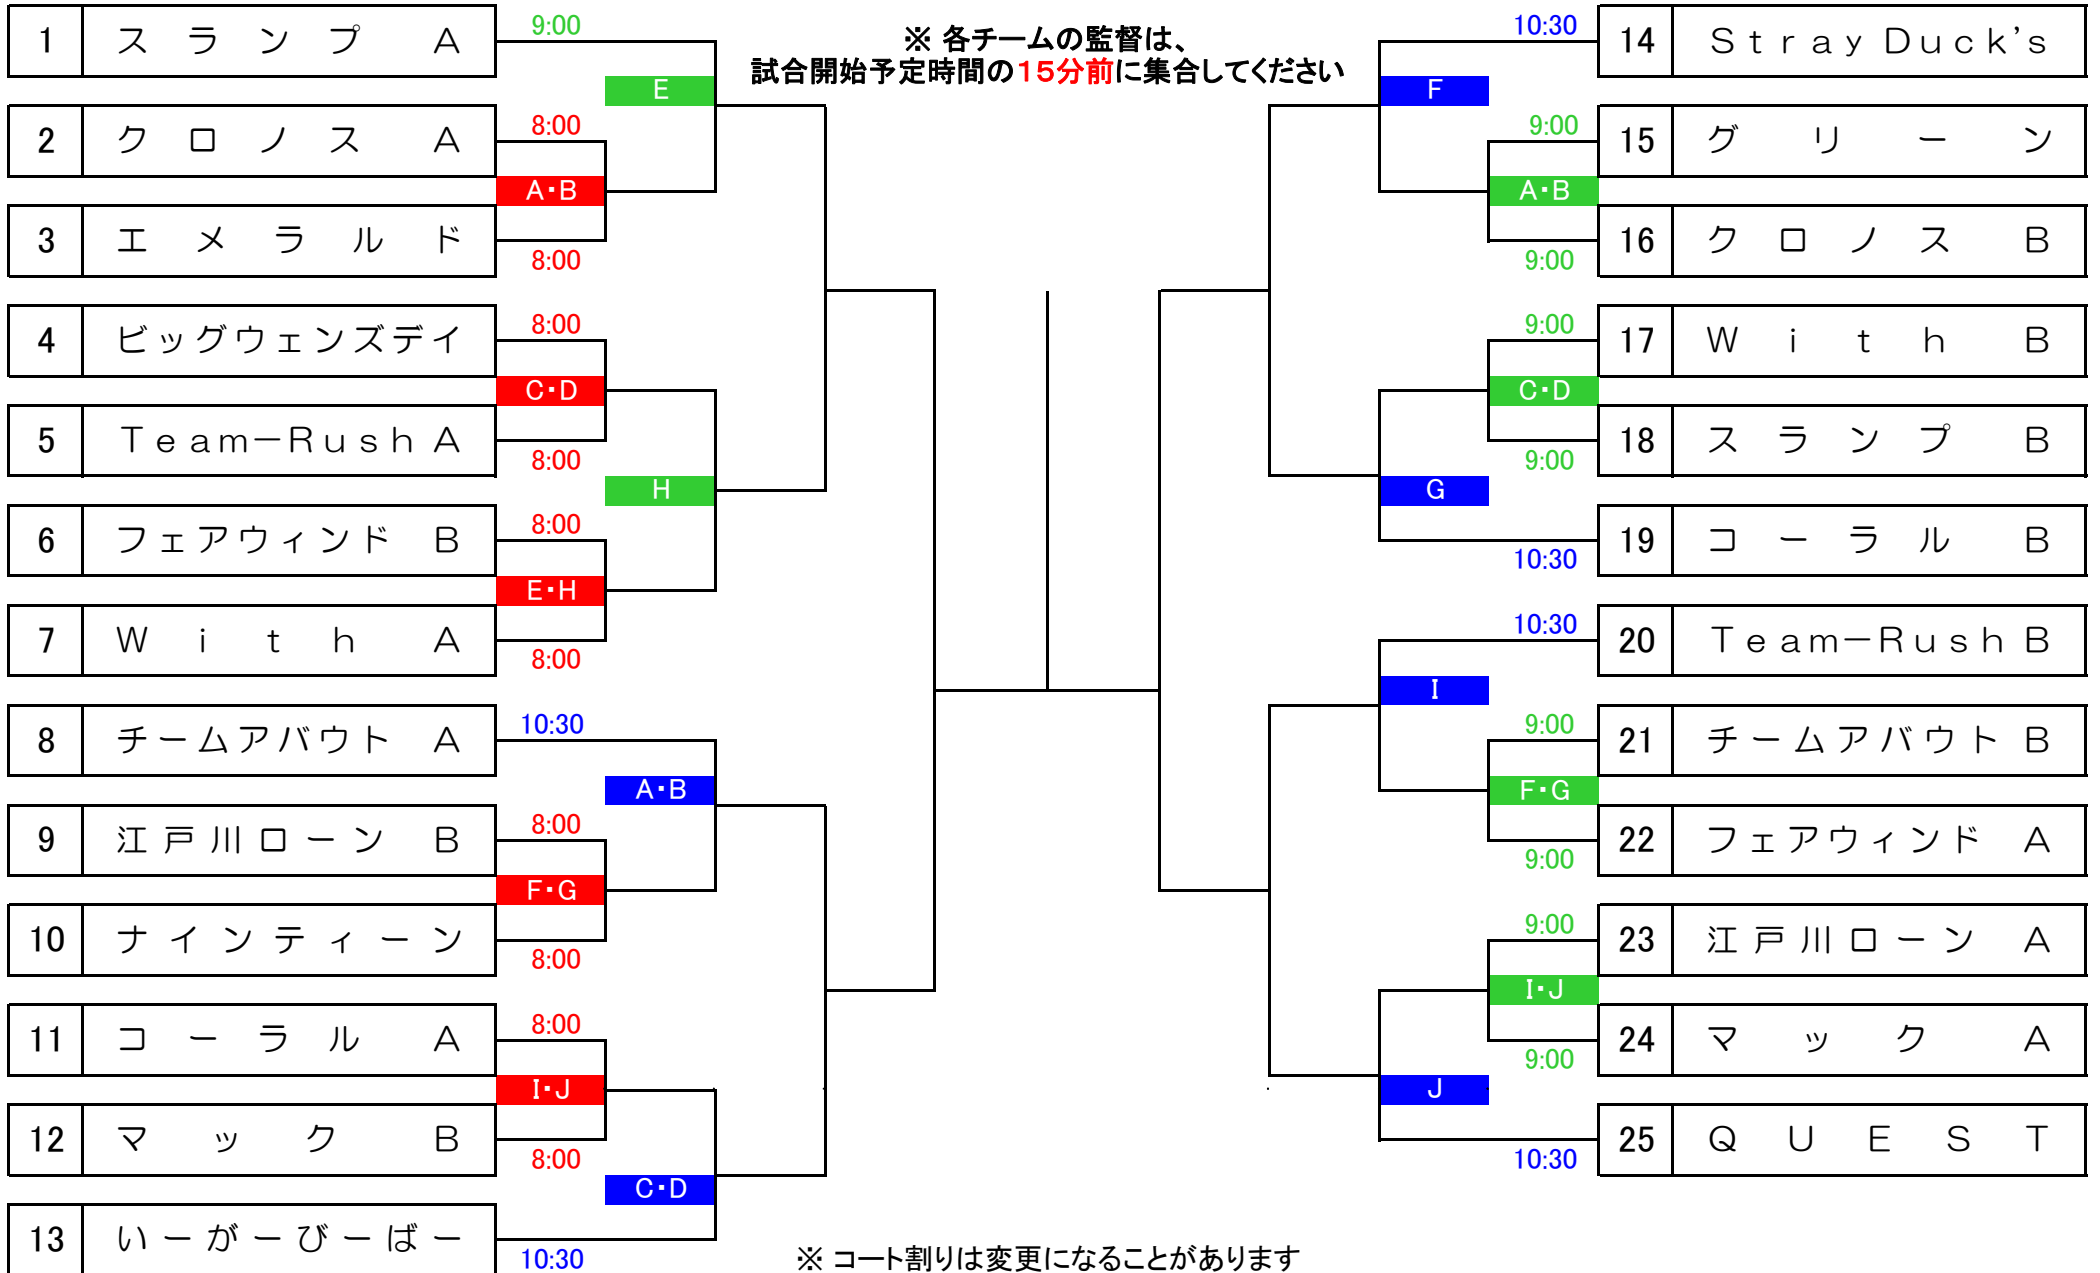 ※ 各チームの監督は、
試合開始予定時間の15分前に集合してください
1 スランプ A
9:00
E
2 クロノス A
8:00
A・B
3 エメラルド
8:00
4 ビッグウェンズデイ
8:00
C・D
5 Team－Rush A
8:00
H
6 フェアウィンド B
8:00
E・H
7 With A
8:00
8 チームアバウト A
10:30
A・B
9 江戸川ローン B
8:00
F・G
10 ナインティーン
8:00
11 コーラル A
8:00
I・J
12 マック B
8:00
C・D
13 いーがーびーばー
10:30
10:30
14 Stray Duck's
F
9:00
15 グリーン
A・B
16 クロノス B
9:00
9:00
17 With B
C・D
18 スランプ B
9:00
G
19 コーラル B
10:30
10:30
20 Team－Rush B
I
9:00
21 チームアバウト B
F・G
22 フェアウィンド A
9:00
9:00
23 江戸川ローン A
I・J
24 マック A
9:00
J
25 QUEST
10:30
※ コート割りは変更になることがあります